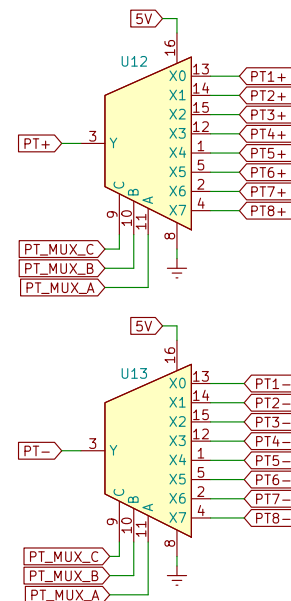 5V
16
U12
X0 13 PT1+
X1 14 PT2+
X2 15 PT3+
X3 12 PT4+
PT+ 3 Y X4 1 PT5+
X5 5 PT6+
X6 2 PT7+
X7 4 PT8+
C B A
9 10 11 8
PT_MUX_C
PT_MUX_B
PT_MUX_A
5V
16
U13
X0 13 PT1-
X1 14 PT2-
X2 15 PT3-
X3 12 PT4-
PT- 3 Y X4 1 PT5-
X5 5 PT6-
X6 2 PT7-
X7 4 PT8-
C B A
9 10 11 8
PT_MUX_C
PT_MUX_B
PT_MUX_A